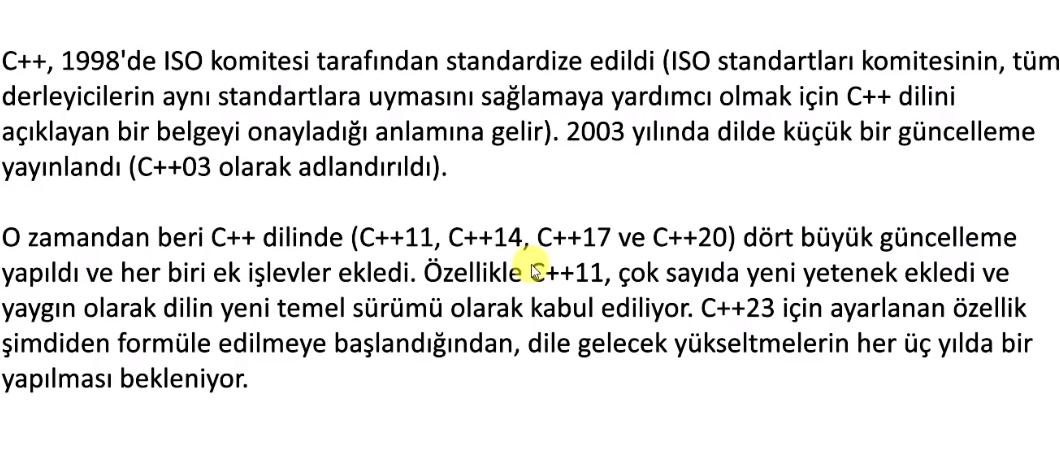 C++, 1998'de ISO komitesi tarafından standardize edildi (ISO standartları komitesinin, tüm
derleyicilerin aynı standartlara uymasını sağlamaya yardımcı olmak için C++ dilini
açıklayan bir belgeyi onayladığı anlamına gelir). 2003 yılında dilde küçük bir güncelleme
yayınlandı (C++03 olarak adlandırıldı).
O zamandan beri C++ dilinde (C++11, C++14, C++17 ve C++20) dört büyük güncelleme
yapıldı ve her biri ek işlevler ekledi. Özellikle C++11, çok sayıda yeni yetenek ekledi ve
yaygın olarak dilin yeni temel sürümü olarak kabul ediliyor. C++23 için ayarlanan özellik
şimdiden formüle edilmeye başlandığından, dile gelecek yükseltmelerin her üç yılda bir
yapılması bekleniyor.